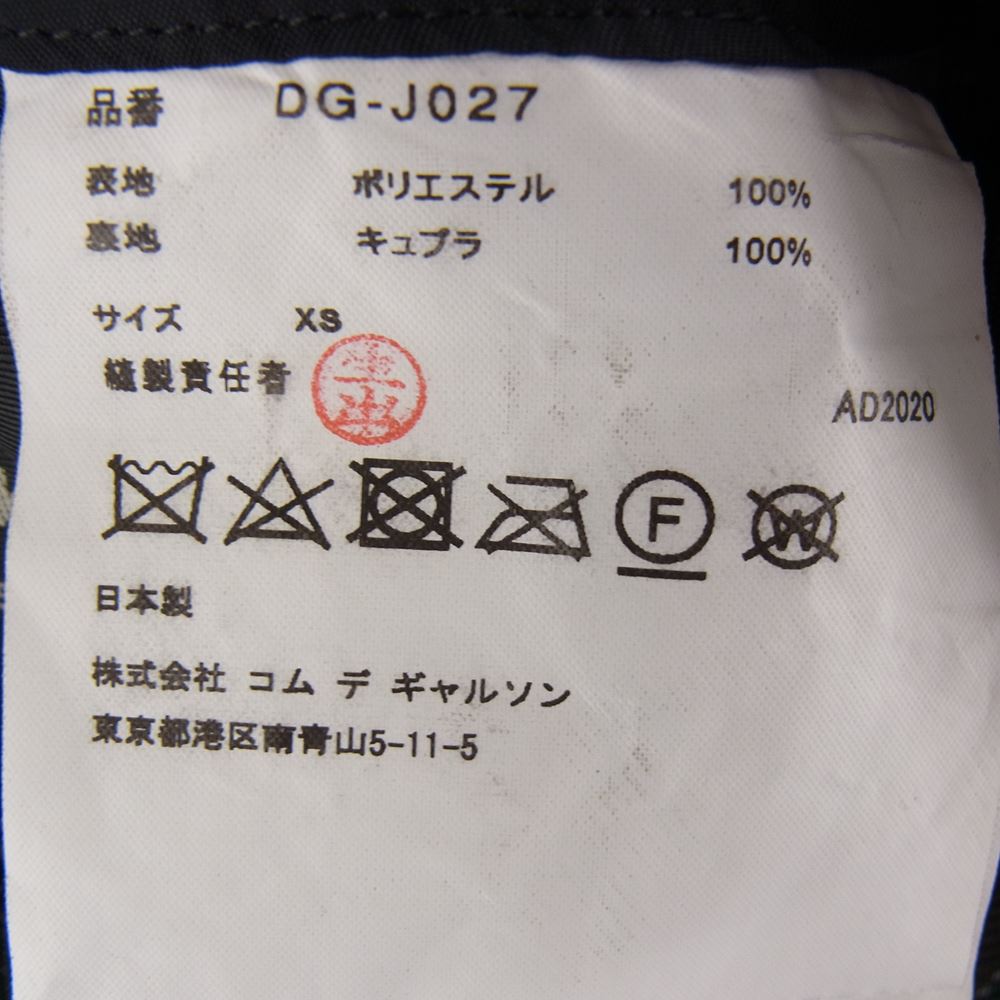 品番 DG-J027
表地 ポリエステル 100%
裏地 キュプラ 100%
サイズ XS
縫製責任者
AD2020
F W
日本製
株式会社 コム デ ギャルソン
東京都港区南青山5-11-5